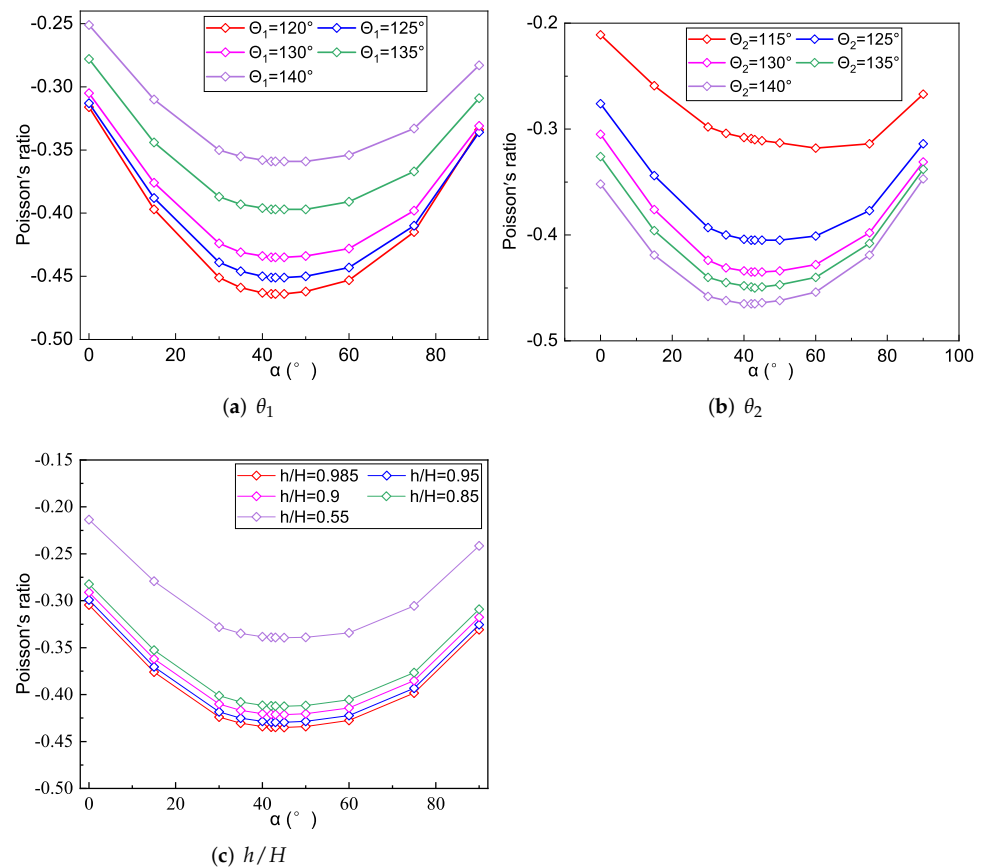 Θ₁=120° Θ₁=125°
Θ₁=130° Θ₁=135°
Θ₁=140°
Poisson′s ratio
-0.25
-0.30
-0.35
-0.40
-0.45
-0.50
0 20 40 60 80
α (° )
(a) θ₁
Θ₂=115° Θ₂=125°
Θ₂=130° Θ₂=135°
Θ₂=140°
Poisson′s ratio
-0.2
-0.3
-0.4
-0.5
0 20 40 60 80 100
α (° )
(b) θ₂
h/H=0.985 h/H=0.95
h/H=0.9 h/H=0.85
h/H=0.55
Poisson′s ratio
-0.15
-0.20
-0.25
-0.30
-0.35
-0.40
-0.45
-0.50
0 20 40 60 80
α (° )
(c) h/H